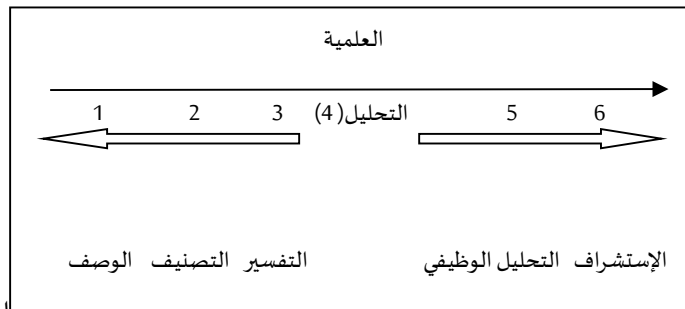 العلمية
1 2 3 التحليل(4) 5 6
الوصف التصنيف التفسير التحليل الوظيفي الإستشراف